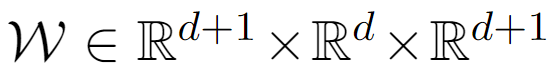 𝒲 ∈ ℝ^{d+1} × ℝ^d × ℝ^{d+1}